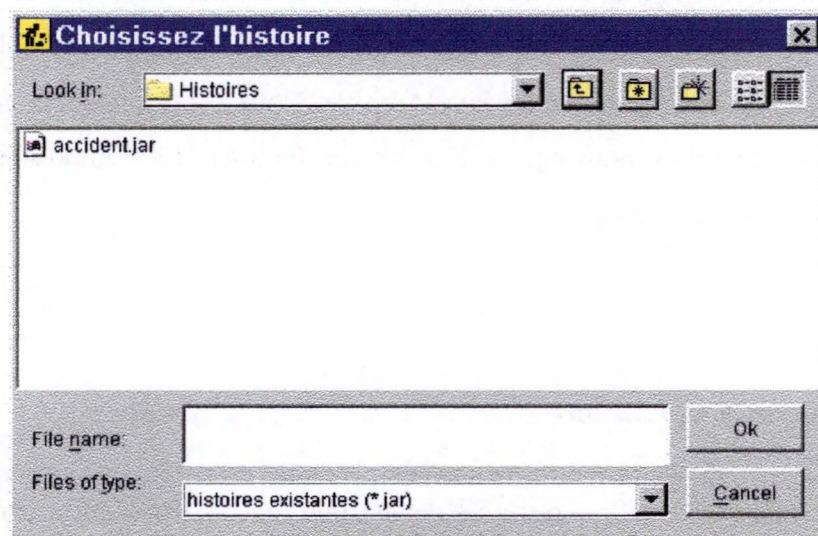 Choisissez l'histoire
Look in: Histoires
accident.jar
File name: Ok
Files of type: histoires existantes (*.jar) Cancel